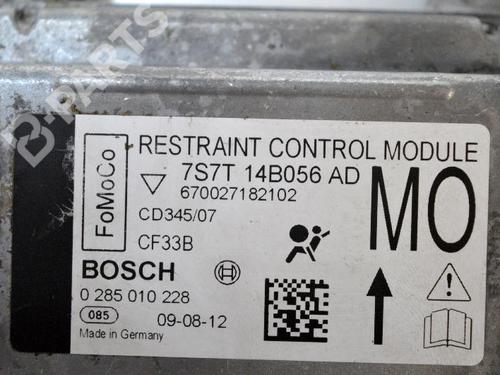 B-PARTS
RESTRAINT CONTROL MODULE
FoMoCo
7S7T 14B056 AD
670027182102
MO
CD345/07
CF33B
BOSCH
0 285 010 228
085
09-08-12
Made in Germany